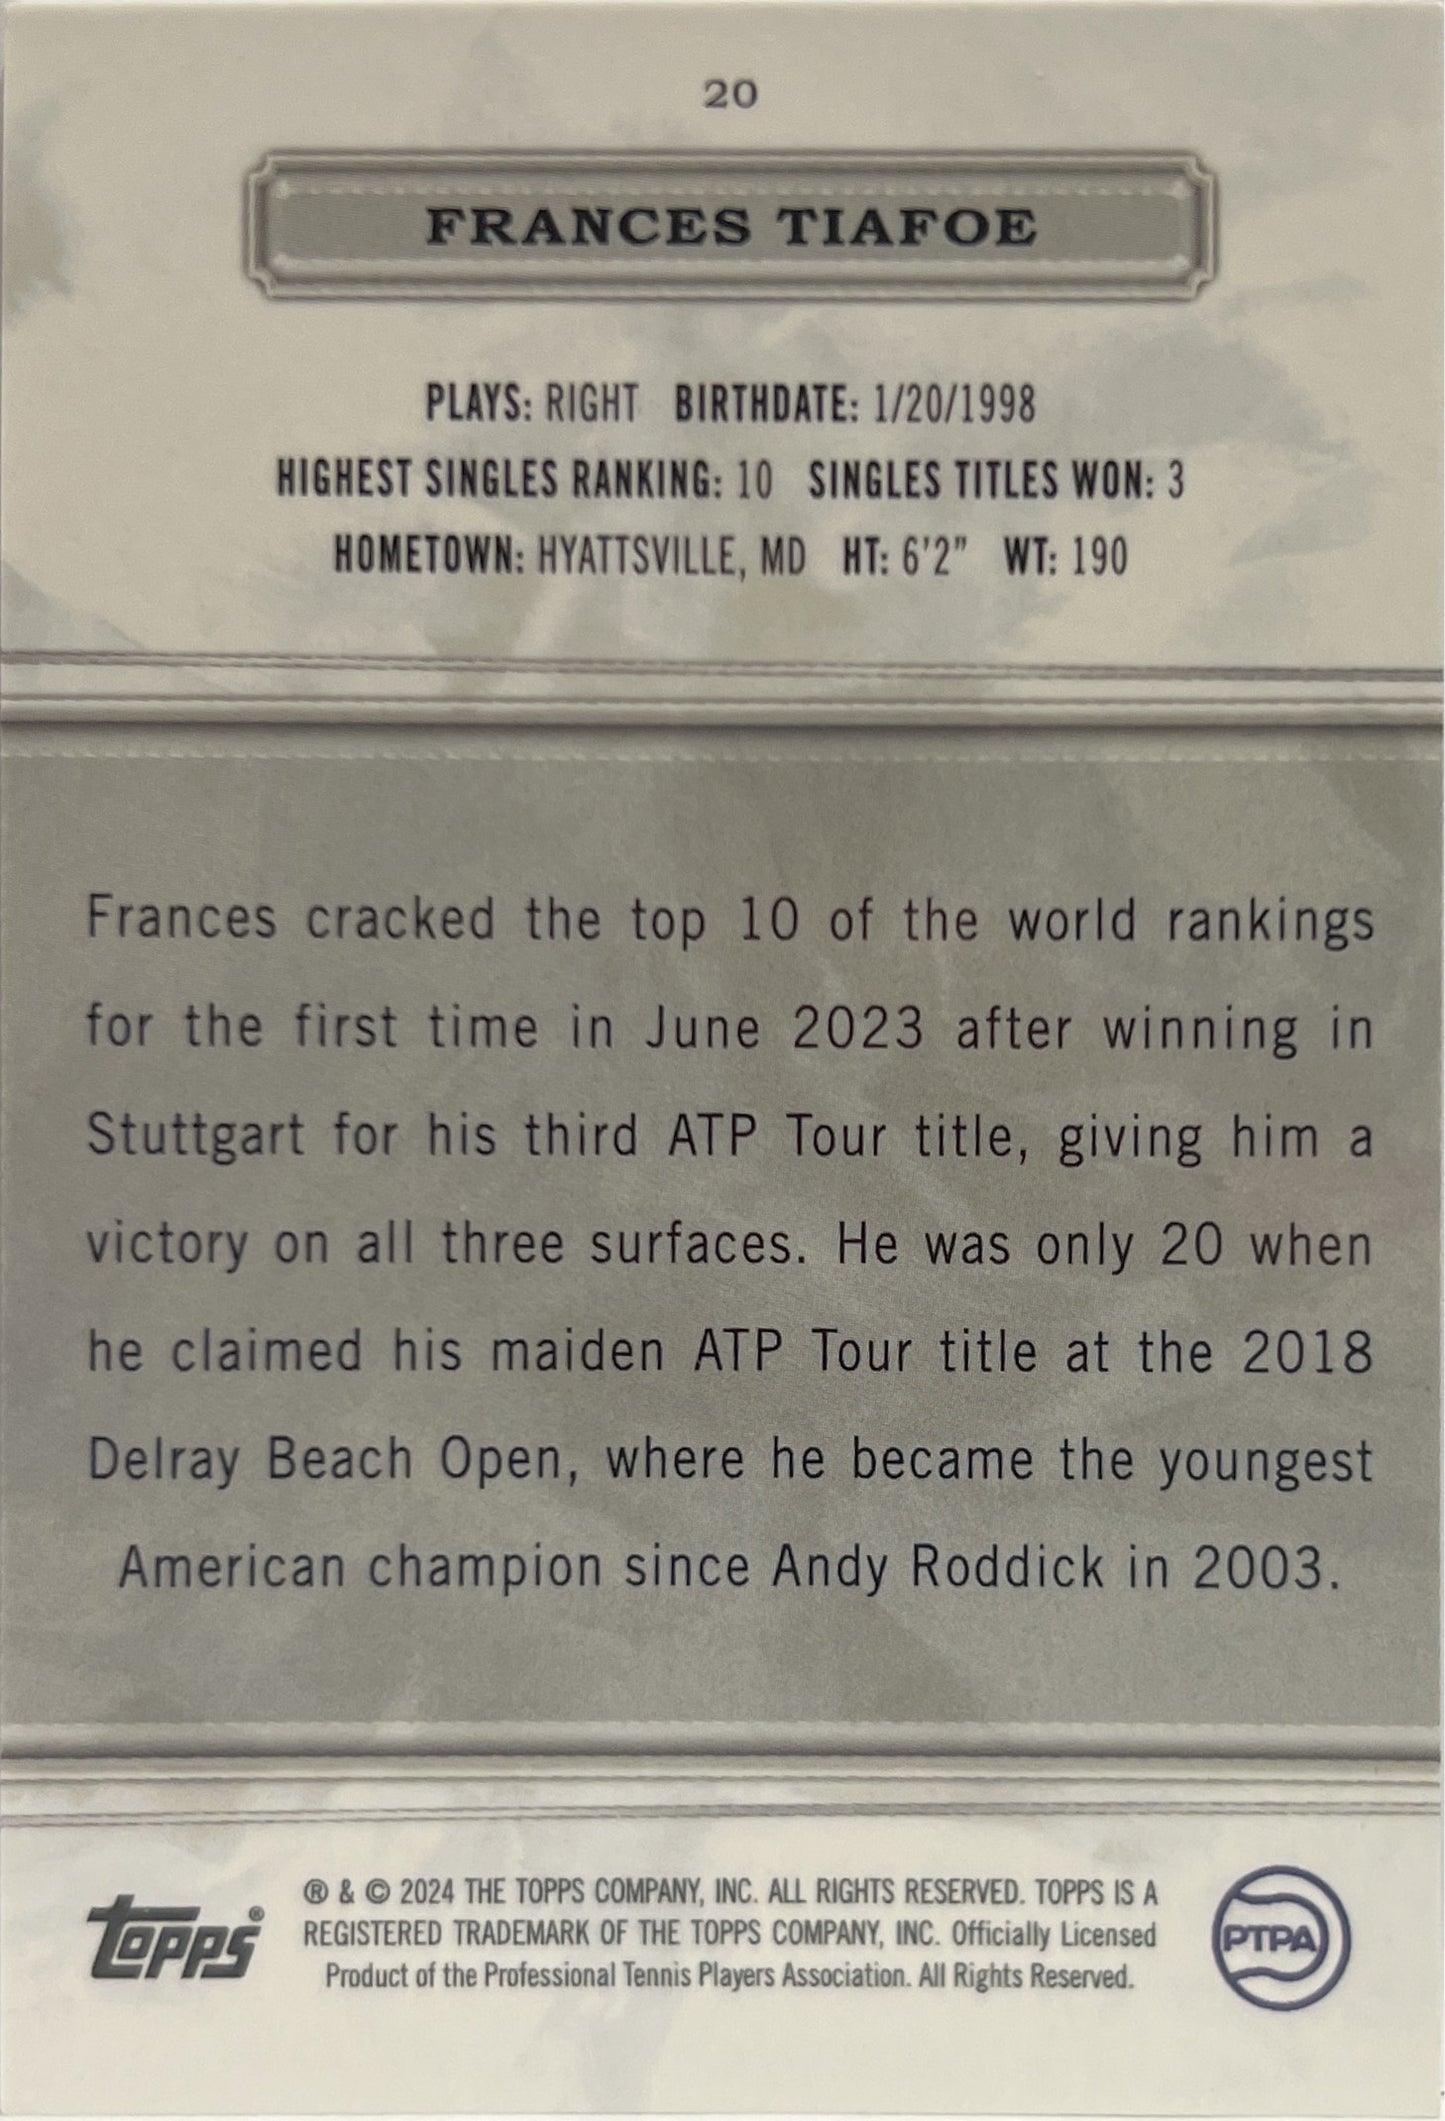 20
FRANCES TIAFOE
PLAYS: RIGHT BIRTHDATE: 1/20/1998
HIGHEST SINGLES RANKING: 10 SINGLES TITLES WON: 3
HOMETOWN: HYATTSVILLE, MD HT: 6'2" WT: 190
Frances cracked the top 10 of the world rankings
for the first time in June 2023 after winning in
Stuttgart for his third ATP Tour title, giving him a
victory on all three surfaces. He was only 20 when
he claimed his maiden ATP Tour title at the 2018
Delray Beach Open, where he became the youngest
American champion since Andy Roddick in 2003.
topps®
® & © 2024 THE TOPPS COMPANY, INC. ALL RIGHTS RESERVED. TOPPS IS A
REGISTERED TRADEMARK OF THE TOPPS COMPANY, INC. Officially Licensed
Product of the Professional Tennis Players Association. All Rights Reserved.
PTPA